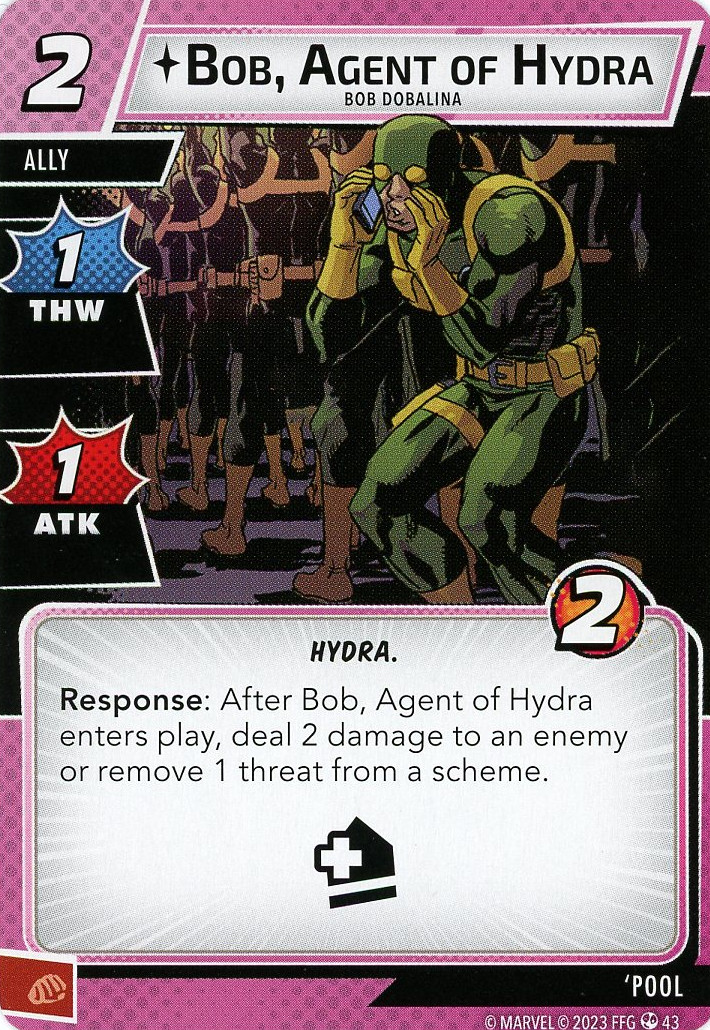 2
BOB, AGENT OF HYDRA
BOB DOBALINA
ALLY
1
THW
1
ATK
2
HYDRA.
Response: After Bob, Agent of Hydra
enters play, deal 2 damage to an enemy
or remove 1 threat from a scheme.
'POOL
© MARVEL © 2023 FFG 43